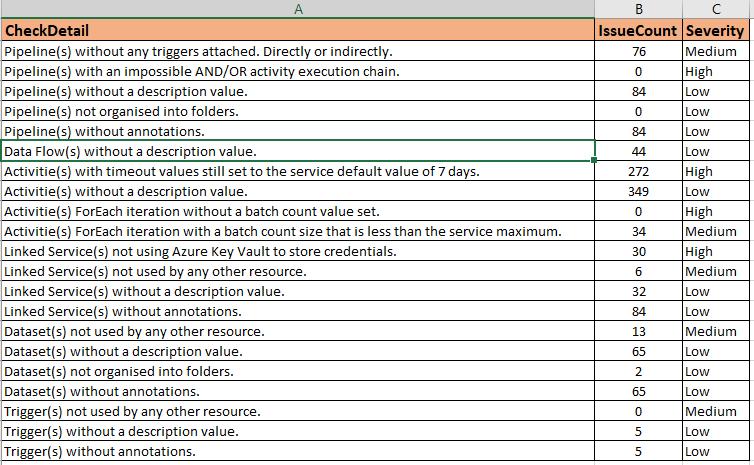 A B C
CheckDetail IssueCount Severity
Pipeline(s) without any triggers attached. Directly or indirectly. 76 Medium
Pipeline(s) with an impossible AND/OR activity execution chain. 0 High
Pipeline(s) without a description value. 84 Low
Pipeline(s) not organised into folders. 0 Low
Pipeline(s) without annotations. 84 Low
Data Flow(s) without a description value. 44 Low
Activitie(s) with timeout values still set to the service default value of 7 days. 272 High
Activitie(s) without a description value. 349 Low
Activitie(s) ForEach iteration without a batch count value set. 0 High
Activitie(s) ForEach iteration with a batch count size that is less than the service maximum. 34 Medium
Linked Service(s) not using Azure Key Vault to store credentials. 30 High
Linked Service(s) not used by any other resource. 6 Medium
Linked Service(s) without a description value. 32 Low
Linked Service(s) without annotations. 84 Low
Dataset(s) not used by any other resource. 13 Medium
Dataset(s) without a description value. 65 Low
Dataset(s) not organised into folders. 2 Low
Dataset(s) without annotations. 65 Low
Trigger(s) not used by any other resource. 0 Medium
Trigger(s) without a description value. 5 Low
Trigger(s) without annotations. 5 Low